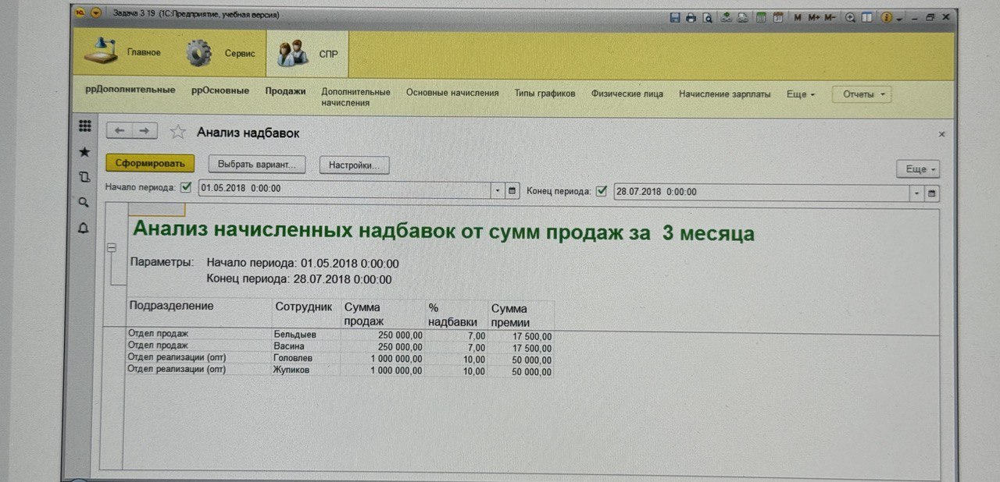 Задача 3 19 (1С:Предприятие, учебная версия)
M M+ M-
Главное Сервис СПР
ррДополнительные ррОсновные Продажи Дополнительные начисления Основные начисления Типы графиков Физические лица Начисление зарплаты Еще Отчеты
Анализ надбавок
Сформировать Выбрать вариант... Настройки... Еще
Начало периода: 01.05.2018 0:00:00 Конец периода: 28.07.2018 0:00:00
Анализ начисленных надбавок от сумм продаж за 3 месяца
Параметры: Начало периода: 01.05.2018 0:00:00
Конец периода: 28.07.2018 0:00:00
Подразделение Сотрудник Сумма продаж % надбавки Сумма премии
Отдел продаж Бельдыев 250 000,00 7,00 17 500,00
Отдел продаж Васина 250 000,00 7,00 17 500,00
Отдел реализации (опт) Головлев 1 000 000,00 10,00 50 000,00
Отдел реализации (опт) Жупиков 1 000 000,00 10,00 50 000,00